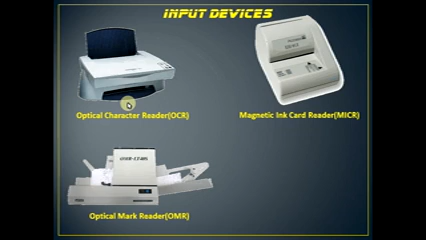 INPUT DEVICES
Optical Character Reader(OCR)
Magnetic Ink Card Reader(MICR)
Optical Mark Reader(OMR)